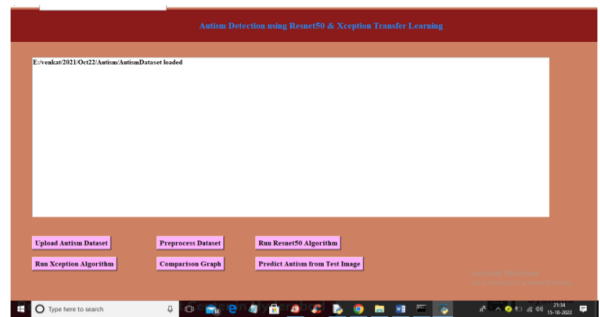 Autism Detection using Resnet50 & Xception Transfer Learning
E:/venkat/2021/Oct22/Autism/AutismDataset loaded
Upload Autism Dataset
Preprocess Dataset
Run Resnet50 Algorithm
Run Xception Algorithm
Comparison Graph
Predict Autism from Test Image
Type here to search
21:34
15-10-2022